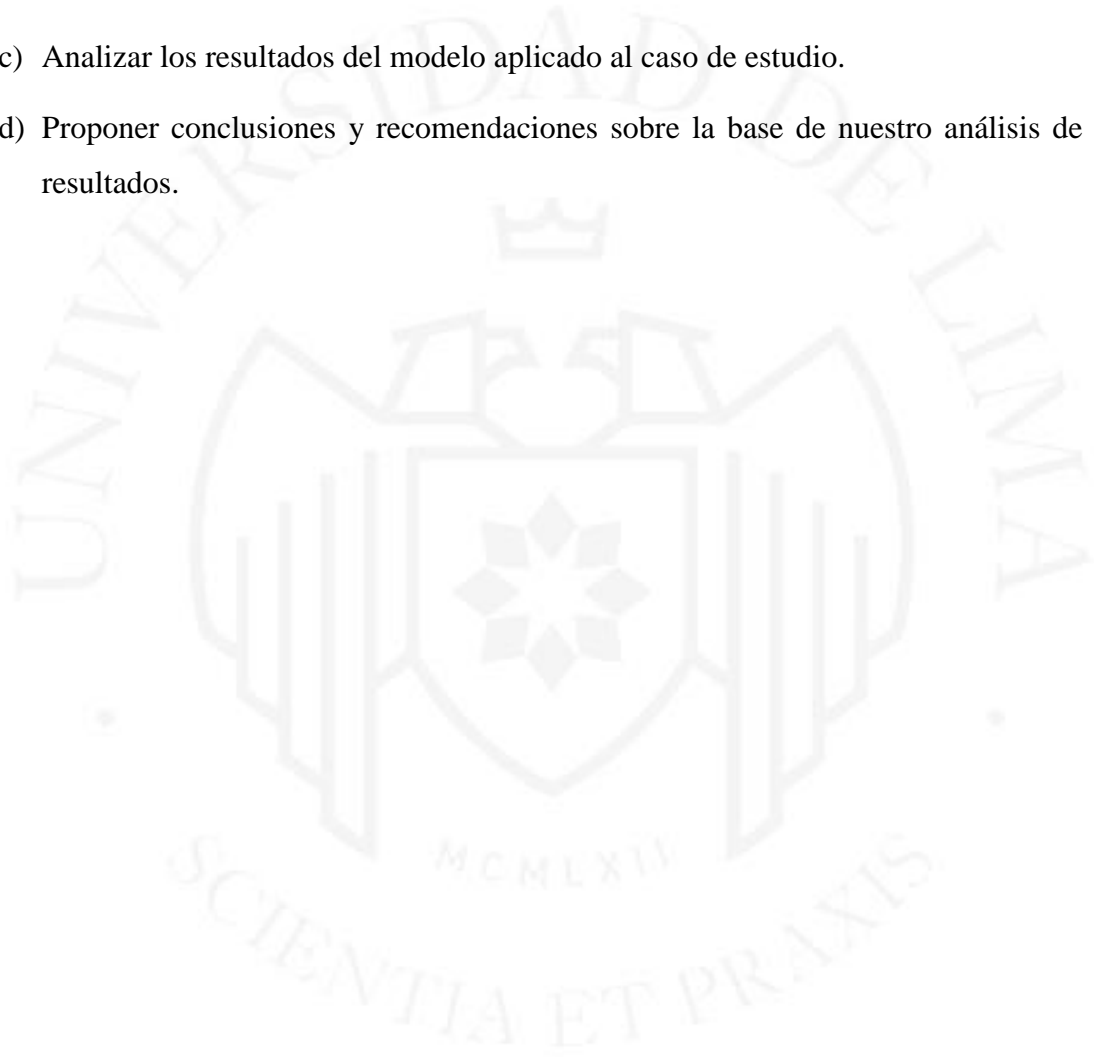 c) Analizar los resultados del modelo aplicado al caso de estudio.
d) Proponer conclusiones y recomendaciones sobre la base de nuestro análisis de
resultados.
UNIVERSIDAD DE LIMA
MCMLXII
SCIENTIA ET PRAXIS